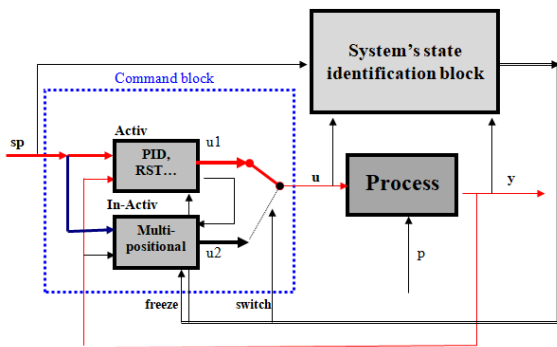 System's state
identification block
Command block
sp
Activ
PID,
RST...
u1
u
Process
y
In-Activ
Multi-
positional
u2
p
freeze
switch